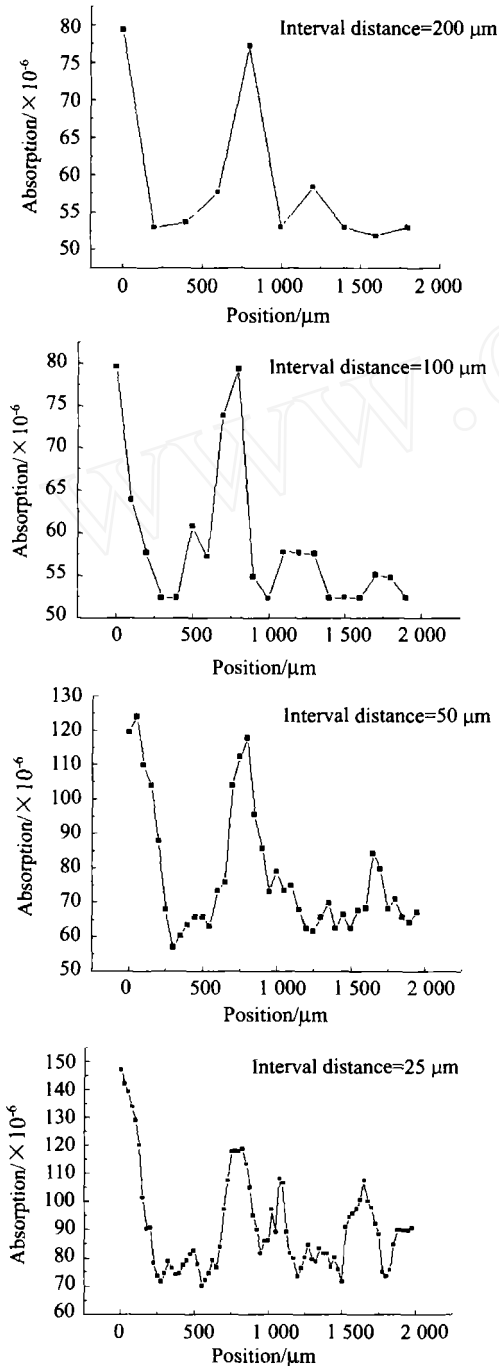 Interval distance=200 μm
Absorption/×10⁻⁶
80
75
70
65
60
55
50
0 500 1 000 1 500 2 000
Position/μm
Interval distance=100 μm
Absorption/×10⁻⁶
80
75
70
65
60
55
50
0 500 1 000 1 500 2 000
Position/μm
Interval distance=50 μm
Absorption/×10⁻⁶
130
120
110
100
90
80
70
60
50
0 500 1 000 1 500 2 000
Position/μm
Interval distance=25 μm
Absorption/×10⁻⁶
150
140
130
120
110
100
90
80
70
60
0 500 1 000 1 500 2 000
Position/μm
www.